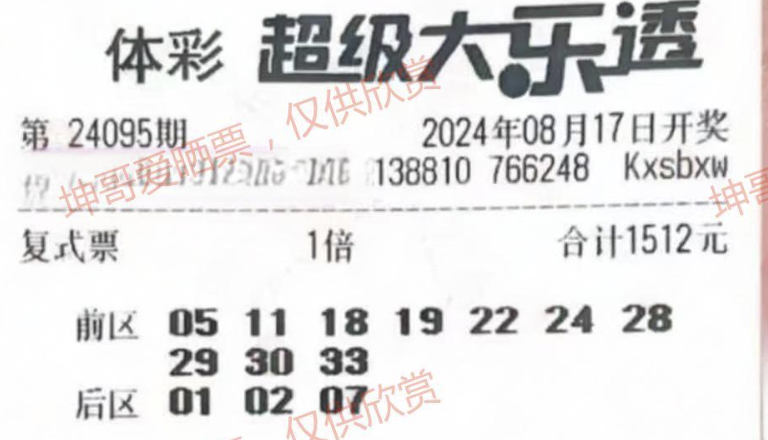 体彩 超级大乐透
第 24095期 2024年08月17日开奖
138810 766248 Kxsbxw
复式票 1倍 合计1512元
前区 05 11 18 19 22 24 28
29 30 33
后区 01 02 07
坤哥爱晒票,仅供欣赏
坤哥
仅供欣赏